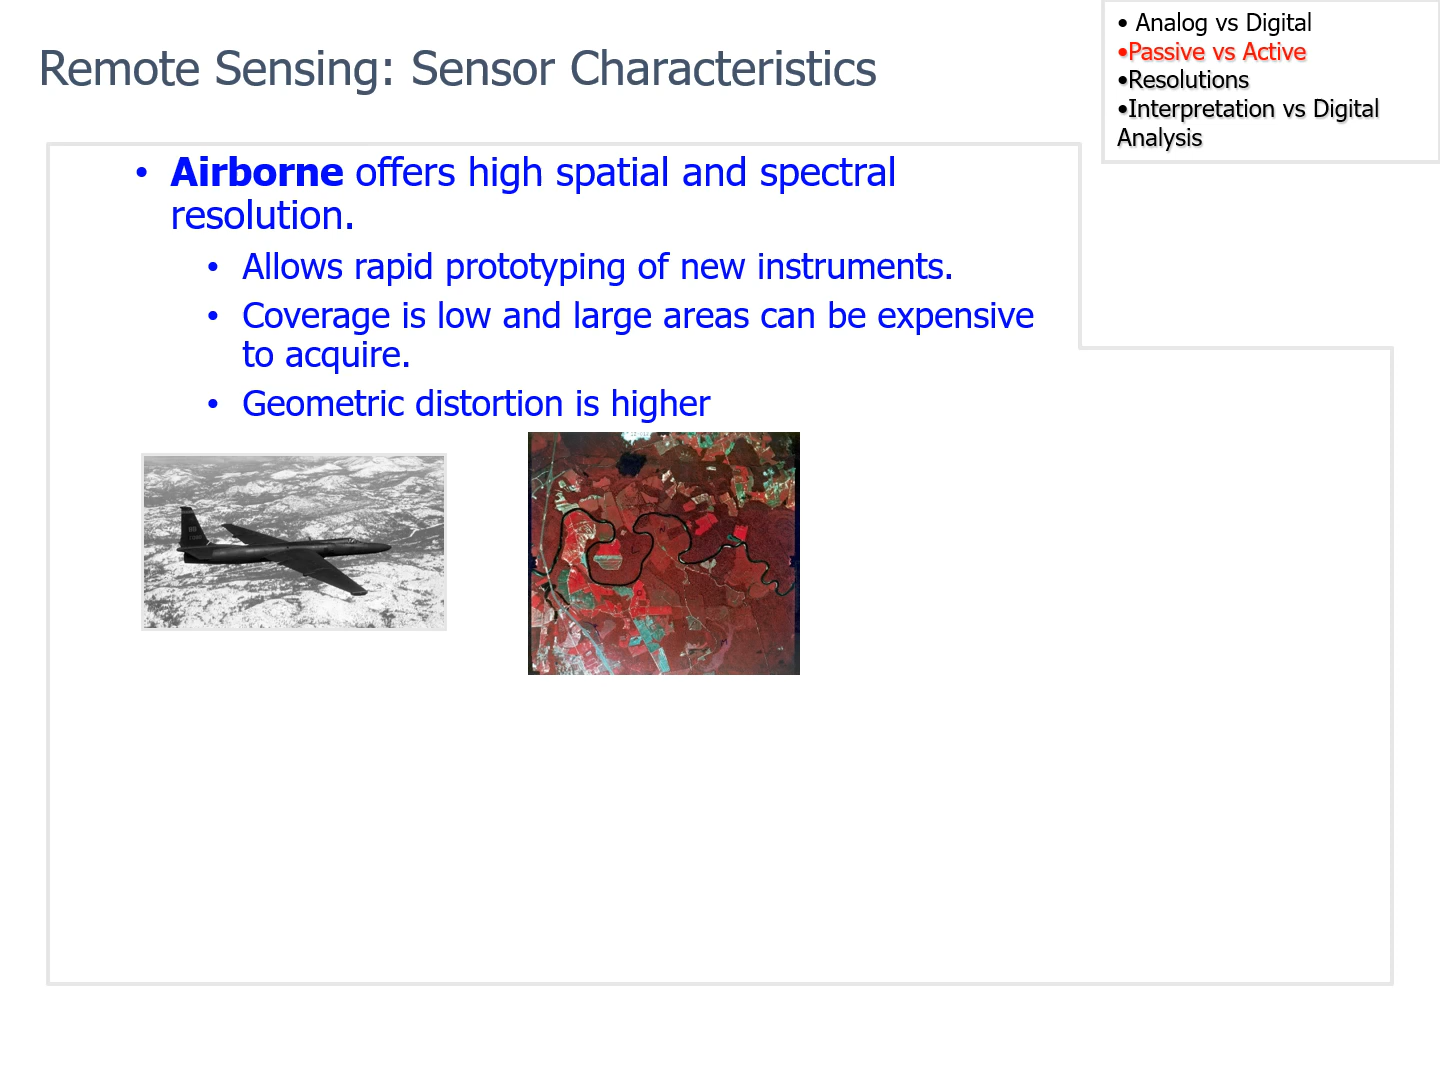 Remote Sensing: Sensor Characteristics
• Analog vs Digital
•Passive vs Active
•Resolutions
•Interpretation vs Digital
Analysis
• Airborne offers high spatial and spectral
resolution.
• Allows rapid prototyping of new instruments.
• Coverage is low and large areas can be expensive
to acquire.
• Geometric distortion is higher